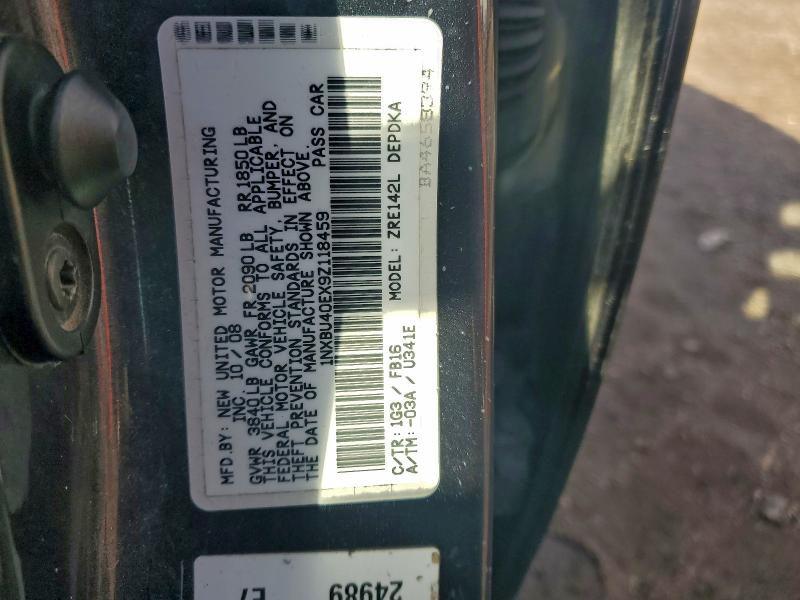 MFD.BY: NEW UNITED MOTOR MANUFACTURING
INC. 10 / 08
GVWR 3840LB GAWR FR 2090LB RR1850LB
THIS VEHICLE CONFORMS TO ALL APPLICABLE
FEDERAL MOTOR VEHICLE SAFETY, BUMPER, AND
THEFT PREVENTION STANDARDS IN EFFECT ON
THE DATE OF MANUFACTURE SHOWN ABOVE.
1NXBU40EX9Z118459 PASS CAR
C/TR: 1G3 / FB16 MODEL: ZRE142L DEPDKA
A/TM: -03A / U341E
24989